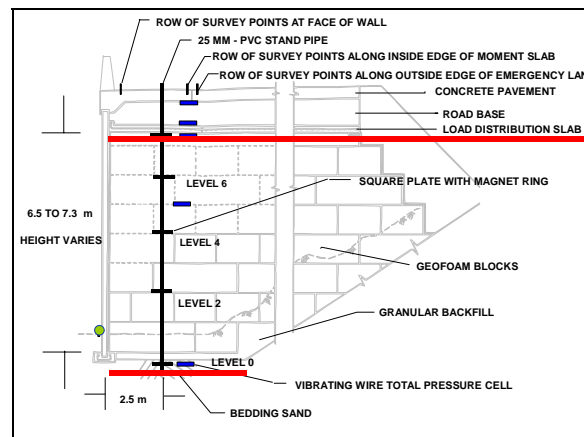 ROW OF SURVEY POINTS AT FACE OF WALL
25 MM - PVC STAND PIPE
ROW OF SURVEY POINTS ALONG INSIDE EDGE OF MOMENT SLAB
ROW OF SURVEY POINTS ALONG OUTSIDE EDGE OF EMERGENCY LAN
CONCRETE PAVEMENT
ROAD BASE
LOAD DISTRIBUTION SLAB
LEVEL 6
SQUARE PLATE WITH MAGNET RING
6.5 TO 7.3 m
HEIGHT VARIES
LEVEL 4
GEOFOAM BLOCKS
LEVEL 2
GRANULAR BACKFILL
LEVEL 0
VIBRATING WIRE TOTAL PRESSURE CELL
2.5 m
BEDDING SAND